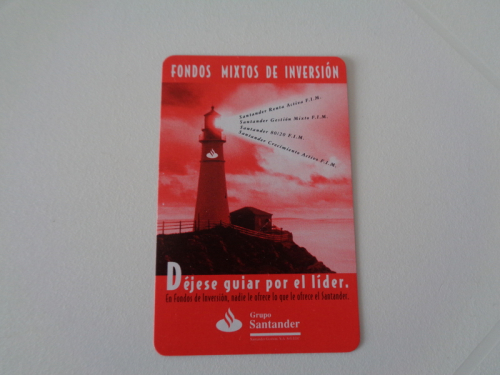 FONDOS MIXTOS DE INVERSIÓN
Santander Renta Activa F.I.M.
Santander Gestión Mixto F.I.M.
Santander 80/20 F.I.M.
Santander Crecimiento Activo F.I.M.
Déjese guiar por el líder.
En Fondos de Inversión, nadie le ofrece lo que le ofrece el Santander.
Grupo
Santander